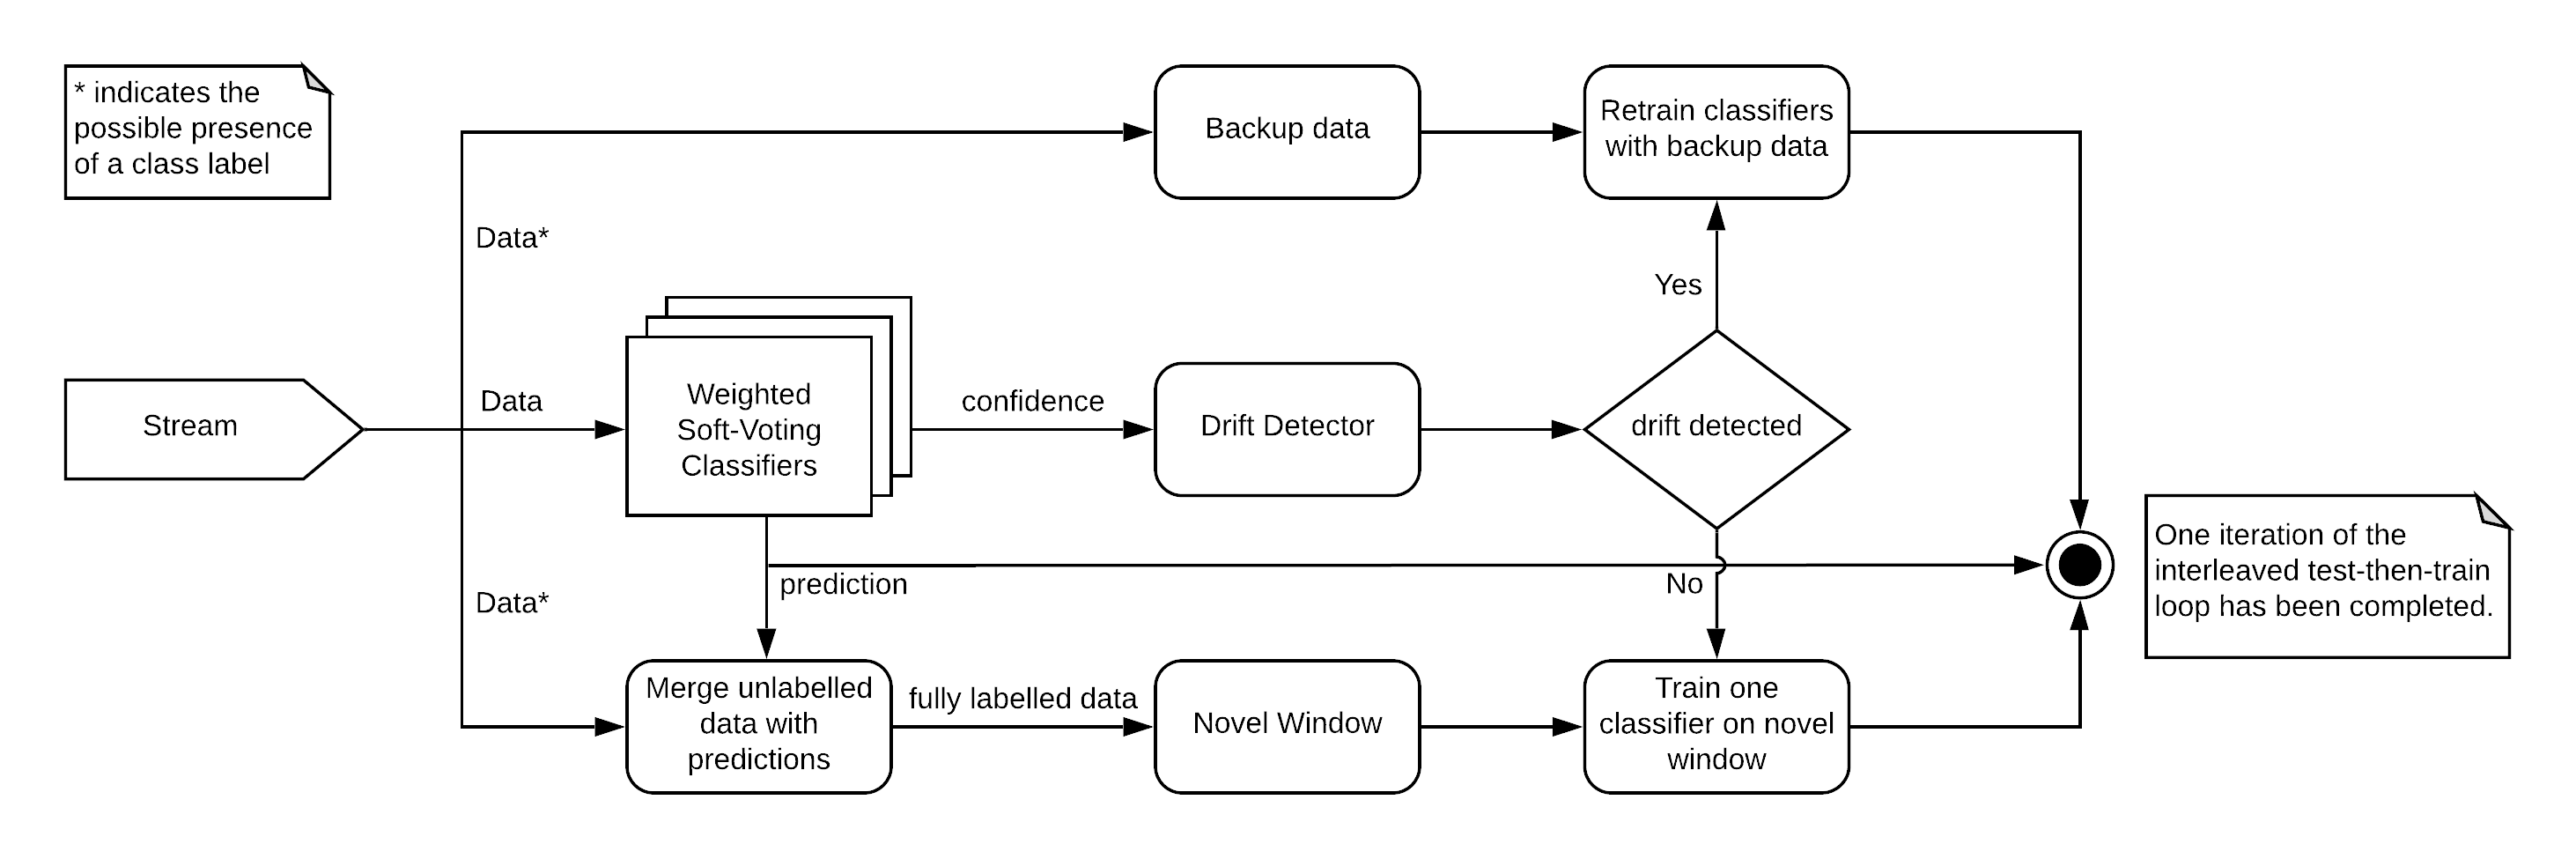 * indicates the
possible presence
of a class label
Backup data
Retrain classifiers
with backup data
Data*
Yes
Stream
Data
Weighted
Soft-Voting
Classifiers
confidence
Drift Detector
drift detected
One iteration of the
interleaved test-then-train
loop has been completed.
prediction
No
Data*
Merge unlabelled
data with
predictions
fully labelled data
Novel Window
Train one
classifier on novel
window